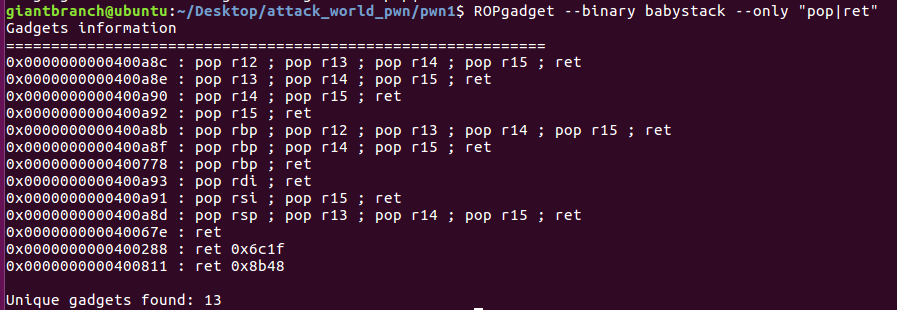 giantbranch@ubuntu:~/Desktop/attack_world_pwn/pwn1$ ROPgadget --binary babystack --only "pop|ret"
Gadgets information
============================================================
0x0000000000400a8c : pop r12 ; pop r13 ; pop r14 ; pop r15 ; ret
0x0000000000400a8e : pop r13 ; pop r14 ; pop r15 ; ret
0x0000000000400a90 : pop r14 ; pop r15 ; ret
0x0000000000400a92 : pop r15 ; ret
0x0000000000400a8b : pop rbp ; pop r12 ; pop r13 ; pop r14 ; pop r15 ; ret
0x0000000000400a8f : pop rbp ; pop r14 ; pop r15 ; ret
0x0000000000400778 : pop rbp ; ret
0x0000000000400a93 : pop rdi ; ret
0x0000000000400a91 : pop rsi ; pop r15 ; ret
0x0000000000400a8d : pop rsp ; pop r13 ; pop r14 ; pop r15 ; ret
0x000000000040067e : ret
0x0000000000400288 : ret 0x6c1f
0x0000000000400811 : ret 0x8b48
Unique gadgets found: 13